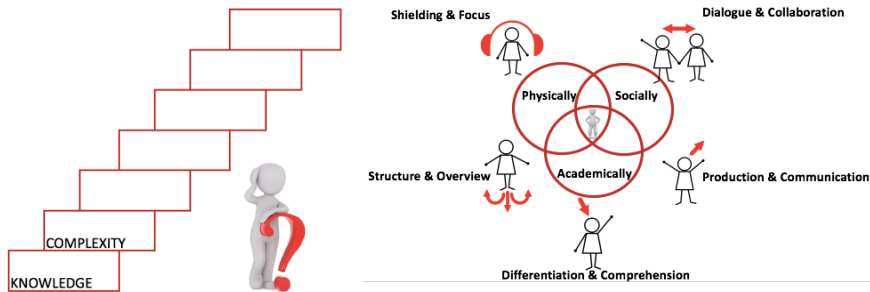 COMPLEXITY
KNOWLEDGE
Shielding & Focus
Dialogue & Collaboration
Physically
Socially
Structure & Overview
Academically
Production & Communication
Differentiation & Comprehension